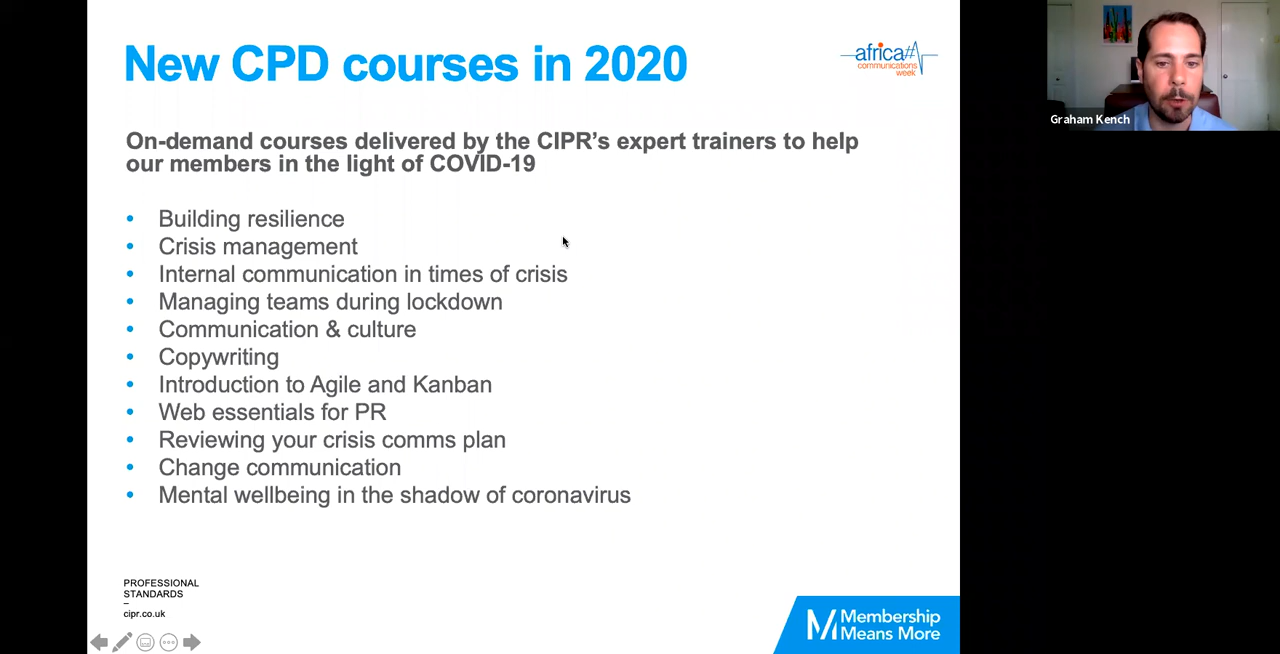 New CPD courses in 2020
africa#
communications
week
Graham Kench
On-demand courses delivered by the CIPR’s expert trainers to help
our members in the light of COVID-19
• Building resilience
• Crisis management
• Internal communication in times of crisis
• Managing teams during lockdown
• Communication & culture
• Copywriting
• Introduction to Agile and Kanban
• Web essentials for PR
• Reviewing your crisis comms plan
• Change communication
• Mental wellbeing in the shadow of coronavirus
PROFESSIONAL
STANDARDS
–
cipr.co.uk
Membership
Means More